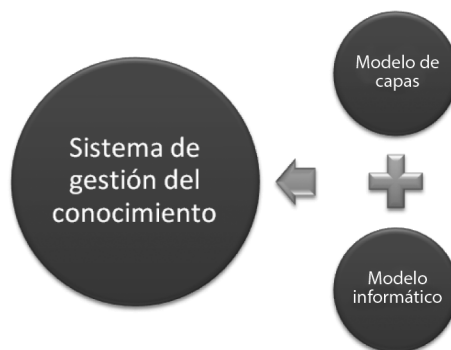 Sistema de
gestión del
conocimiento
Modelo de
capas
Modelo
informático